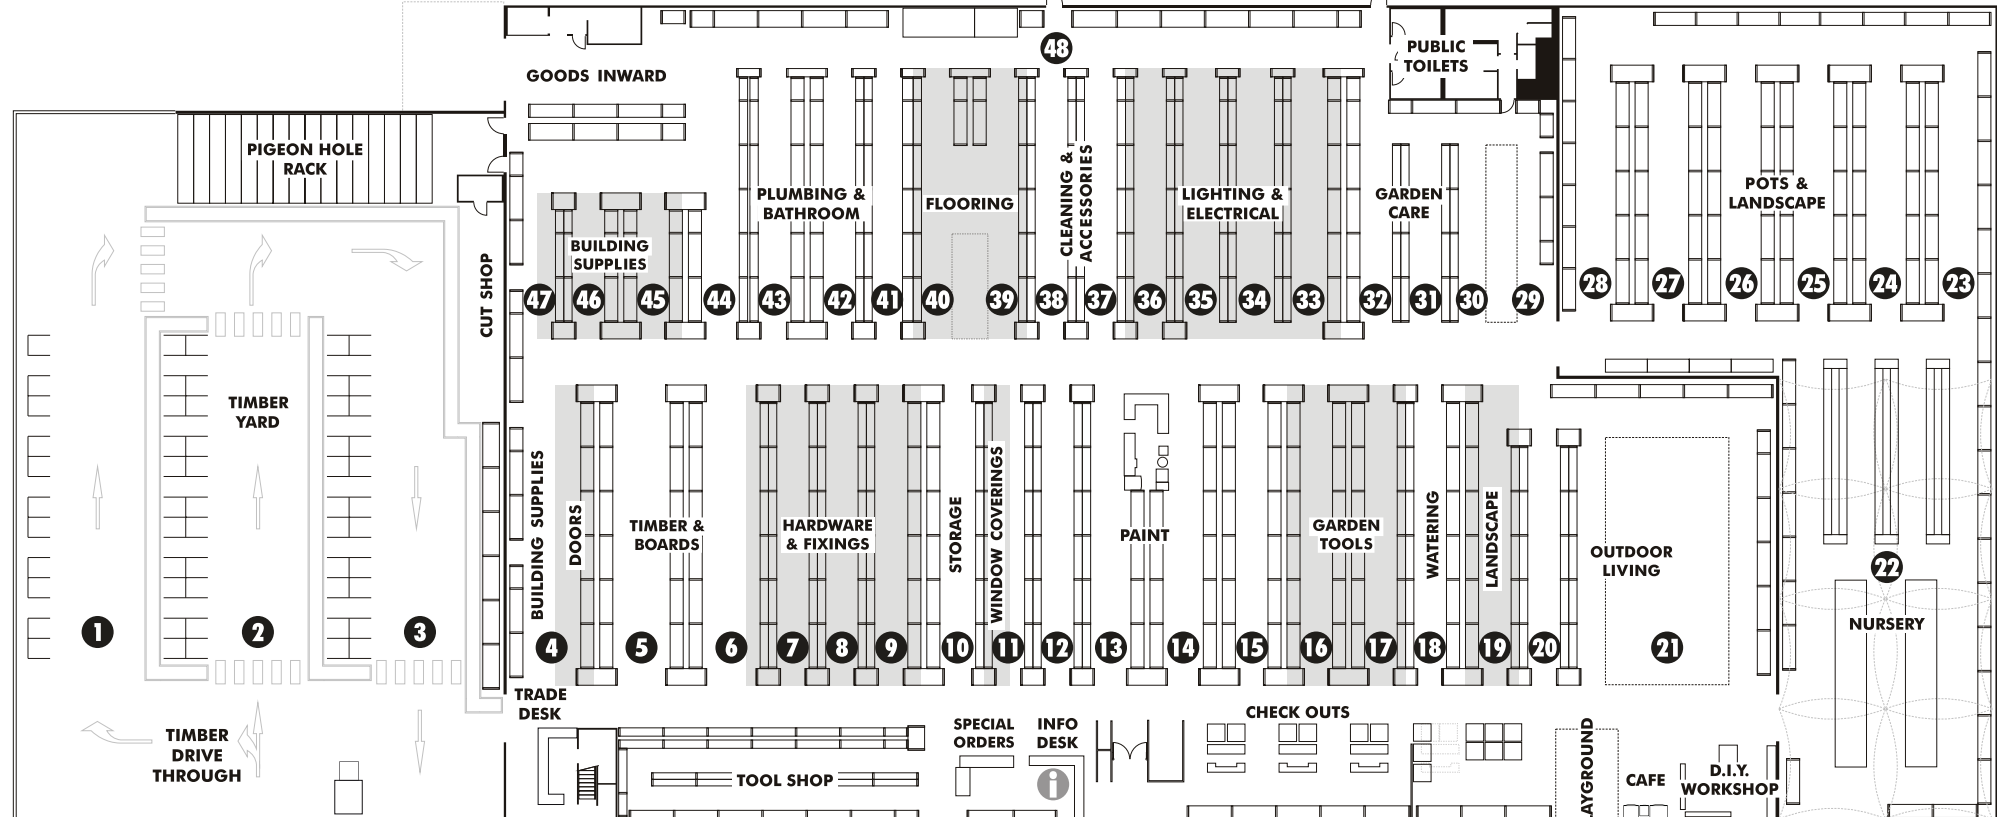 48
PUBLIC
TOILETS
GOODS INWARD
PIGEON HOLE
RACK
PLUMBING &
BATHROOM
FLOORING
CLEANING &
ACCESSORIES
LIGHTING &
ELECTRICAL
GARDEN
CARE
POTS &
LANDSCAPE
BUILDING
SUPPLIES
CUT SHOP
47 46 45 44 43 42 41 40 39 38 37 36 35 34 33 32 31 30 29 28 27 26 25 24 23
TIMBER
YARD
BUILDING SUPPLIES
DOORS
TIMBER &
BOARDS
HARDWARE
& FIXINGS
STORAGE
WINDOW COVERINGS
PAINT
GARDEN
TOOLS
WATERING
LANDSCAPE
OUTDOOR
LIVING
22
NURSERY
1 2 3 4 5 6 7 8 9 10 11 12 13 14 15 16 17 18 19 20 21
TRADE
DESK
TIMBER
DRIVE
THROUGH
TOOL SHOP
SPECIAL
ORDERS
INFO
DESK
i
CHECK OUTS
AYGROUND
CAFE
D.I.Y.
WORKSHOP